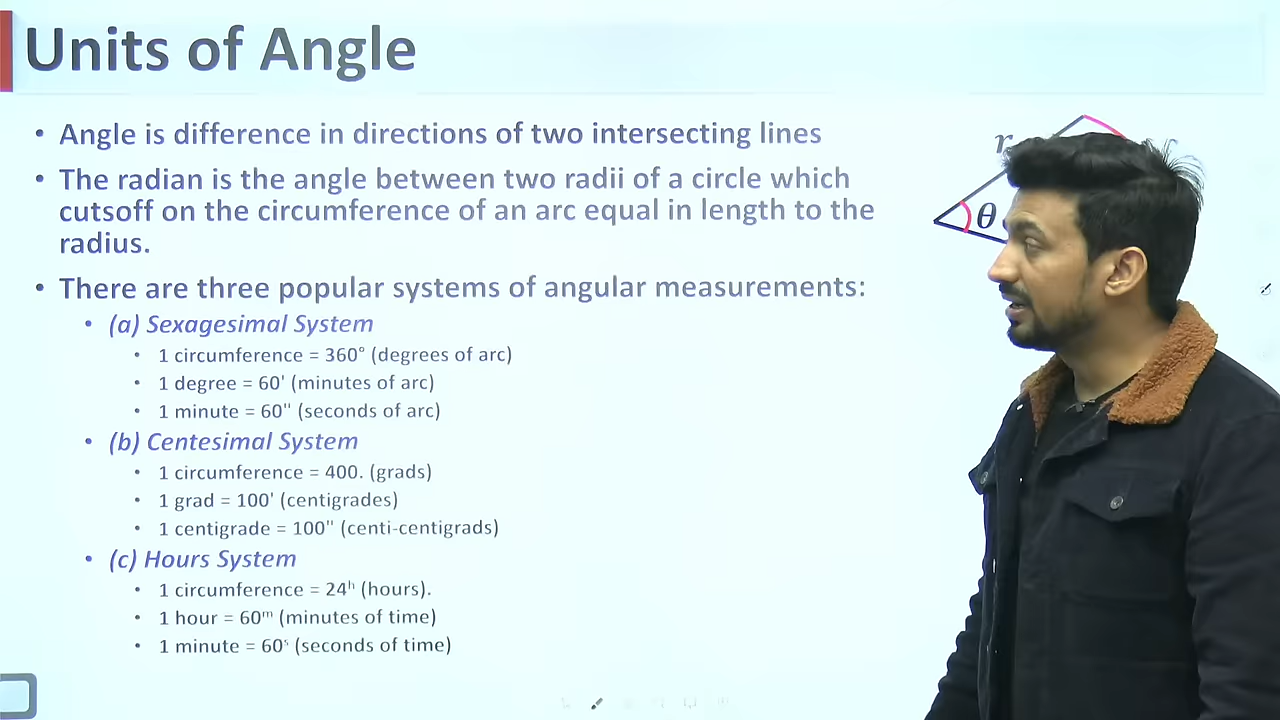 Units of Angle
• Angle is difference in directions of two intersecting lines
• The radian is the angle between two radii of a circle which
cutsoff on the circumference of an arc equal in length to the
radius.
• There are three popular systems of angular measurements:
• (a) Sexagesimal System
• 1 circumference = 360° (degrees of arc)
• 1 degree = 60' (minutes of arc)
• 1 minute = 60" (seconds of arc)
• (b) Centesimal System
• 1 circumference = 400. (grads)
• 1 grad = 100' (centigrades)
• 1 centigrade = 100" (centi-centigrads)
• (c) Hours System
• 1 circumference = 24ʰ (hours).
• 1 hour = 60ᵐ (minutes of time)
• 1 minute = 60ˢ (seconds of time)
r
θ